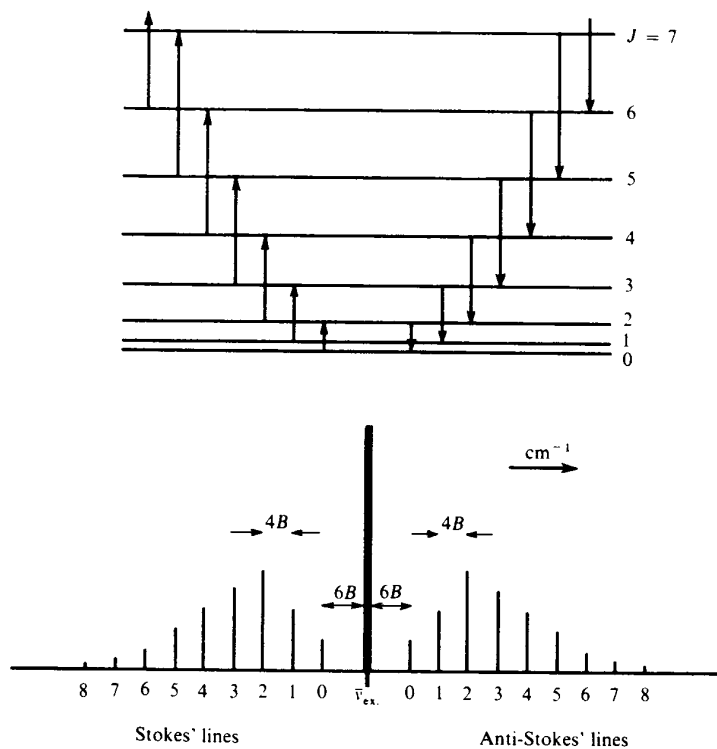 J = 7
6
5
4
3
2
1
0
cm⁻¹
4B 4B
6B 6B
8 7 6 5 4 3 2 1 0 ν̄ex. 0 1 2 3 4 5 6 7 8
Stokes' lines Anti-Stokes' lines